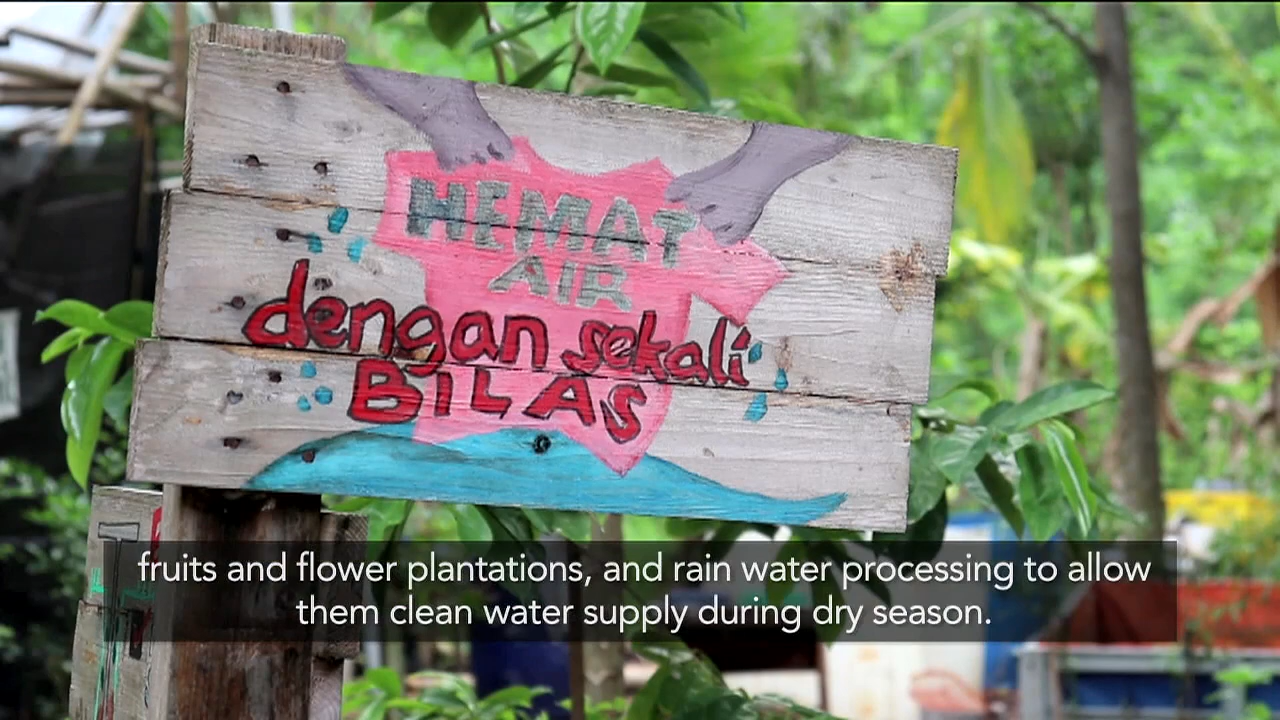 HEMAT
AIR
dengan sekali
BILAS
fruits and flower plantations, and rain water processing to allow
them clean water supply during dry season.